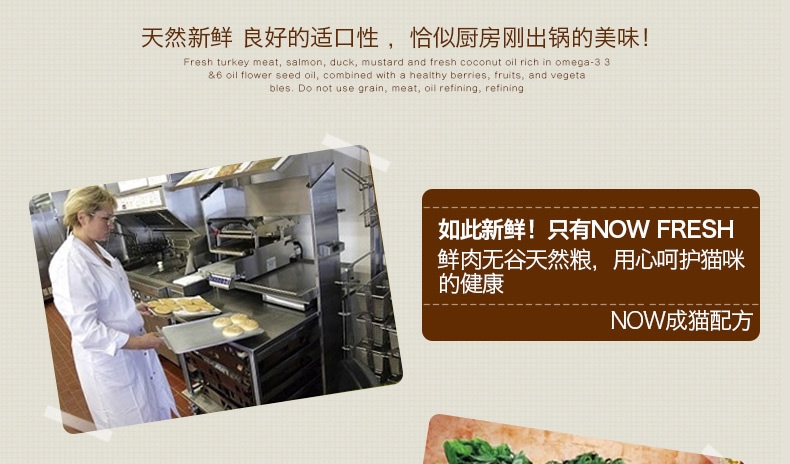 天然新鲜 良好的适口性 ，恰似厨房刚出锅的美味！
Fresh turkey meat, salmon, duck, mustard and fresh coconut oil rich in omega-3 3
&6 oil flower seed oil, combined with a healthy berries, fruits, and vegeta
bles. Do not use grain, meat, oil refining, refining
如此新鲜！只有NOW FRESH
鲜肉无谷天然粮，用心呵护猫咪
的健康
NOW成猫配方